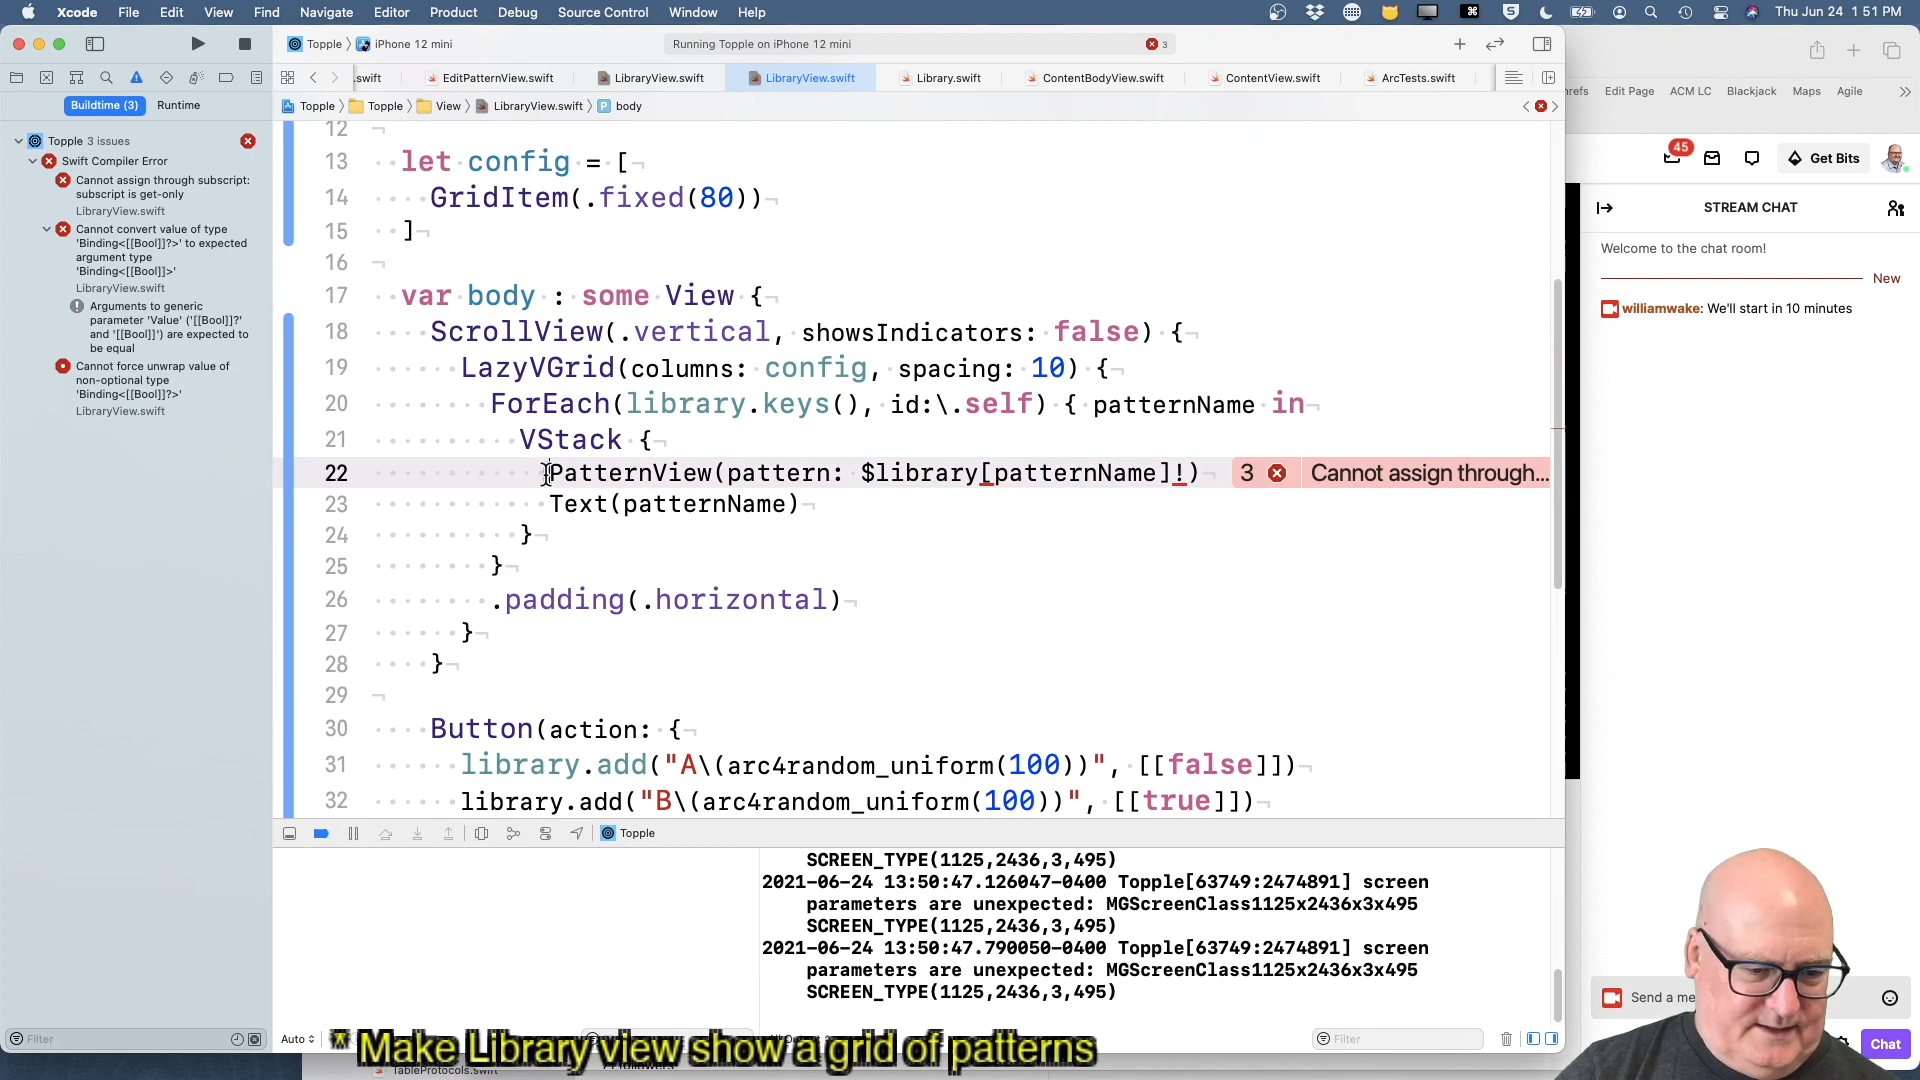 Xcode File Edit View Find Navigate Editor Product Debug Source Control Window Help Thu Jun 24 1 51 PM
Topple iPhone 12 mini
Running Topple on iPhone 12 mini 3
.swift EditPatternView.swift LibraryView.swift LibraryView.swift Library.swift ContentBodyView.swift ContentView.swift ArcTests.swift
Buildtime (3) Runtime
Topple Topple View LibraryView.swift body
Topple 3 issues
Swift Compiler Error
Cannot assign through subscript:
subscript is get-only
LibraryView.swift
Cannot convert value of type
'Binding<[[Bool]]?>' to expected
argument type
'Binding<[[Bool]]>'
LibraryView.swift
Arguments to generic
parameter 'Value' ('[[Bool]]?'
and '[[Bool]]') are expected to
be equal
Cannot force unwrap value of
non-optional type
'Binding<[[Bool]]?>'
LibraryView.swift
Filter
12
13 let config = [
14 GridItem(.fixed(80))
15 ]
16
17 var body : some View {
18 ScrollView(.vertical, showsIndicators: false) {
19 LazyVGrid(columns: config, spacing: 10) {
20 ForEach(library.keys(), id:\.self) { patternName in
21 VStack {
22 PatternView(pattern: $library[patternName]!) 3 Cannot assign through...
23 Text(patternName)
24 }
25 }
26 .padding(.horizontal)
27 }
28 }
29
30 Button(action: {
31 library.add("A\(arc4random_uniform(100))", [[false]])
32 library.add("B\(arc4random_uniform(100))", [[true]])
Topple
SCREEN_TYPE(1125,2436,3,495)
2021-06-24 13:50:47.126047-0400 Topple[63749:2474891] screen
parameters are unexpected: MGScreenClass1125x2436x3x495
SCREEN_TYPE(1125,2436,3,495)
2021-06-24 13:50:47.790050-0400 Topple[63749:2474891] screen
parameters are unexpected: MGScreenClass1125x2436x3x495
SCREEN_TYPE(1125,2436,3,495)
Auto Filter
* Make Library view show a grid of patterns
TableProtocols.swift
Edit Page ACM LC Blackjack Maps Agile
45 Get Bits
STREAM CHAT
Welcome to the chat room!
New
williamwake: We'll start in 10 minutes
Send a me
Chat